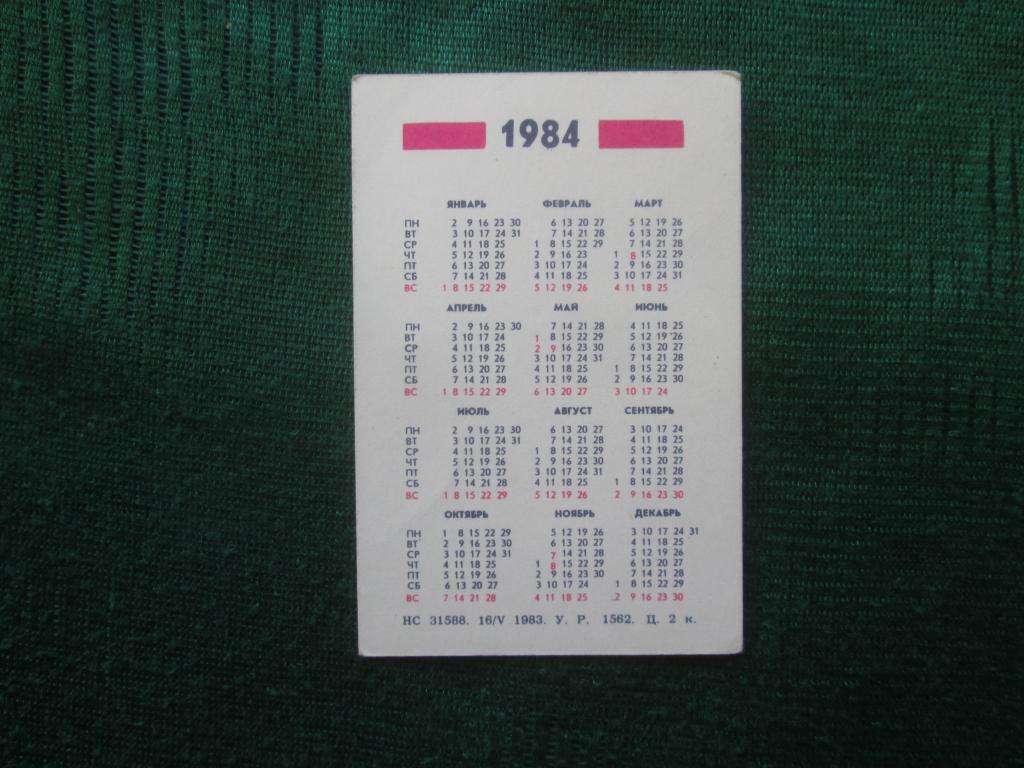 1984
ЯНВАРЬ ФЕВРАЛЬ МАРТ
ПН 2 9 16 23 30 6 13 20 27 5 12 19 26
ВТ 3 10 17 24 31 7 14 21 28 6 13 20 27
СР 4 11 18 25 1 8 15 22 29 7 14 21 28
ЧТ 5 12 19 26 2 9 16 23 1 8 15 22 29
ПТ 6 13 20 27 3 10 17 24 2 9 16 23 30
СБ 7 14 21 28 4 11 18 25 3 10 17 24 31
ВС 1 8 15 22 29 5 12 19 26 4 11 18 25
АПРЕЛЬ МАЙ ИЮНЬ
ПН 2 9 16 23 30 7 14 21 28 4 11 18 25
ВТ 3 10 17 24 1 8 15 22 29 5 12 19 26
СР 4 11 18 25 2 9 16 23 30 6 13 20 27
ЧТ 5 12 19 26 3 10 17 24 31 7 14 21 28
ПТ 6 13 20 27 4 11 18 25 1 8 15 22 29
СБ 7 14 21 28 5 12 19 26 2 9 16 23 30
ВС 1 8 15 22 29 6 13 20 27 3 10 17 24
ИЮЛЬ АВГУСТ СЕНТЯБРЬ
ПН 2 9 16 23 30 6 13 20 27 3 10 17 24
ВТ 3 10 17 24 31 7 14 21 28 4 11 18 25
СР 4 11 18 25 1 8 15 22 29 5 12 19 26
ЧТ 5 12 19 26 2 9 16 23 30 6 13 20 27
ПТ 6 13 20 27 3 10 17 24 31 7 14 21 28
СБ 7 14 21 28 4 11 18 25 1 8 15 22 29
ВС 1 8 15 22 29 5 12 19 26 2 9 16 23 30
ОКТЯБРЬ НОЯБРЬ ДЕКАБРЬ
ПН 1 8 15 22 29 5 12 19 26 3 10 17 24 31
ВТ 2 9 16 23 30 6 13 20 27 4 11 18 25
СР 3 10 17 24 31 7 14 21 28 5 12 19 26
ЧТ 4 11 18 25 1 8 15 22 29 6 13 20 27
ПТ 5 12 19 26 2 9 16 23 30 7 14 21 28
СБ 6 13 20 27 3 10 17 24 1 8 15 22 29
ВС 7 14 21 28 4 11 18 25 2 9 16 23 30
НС 31588. 16/V 1983. У. Р. 1562. Ц. 2 к.